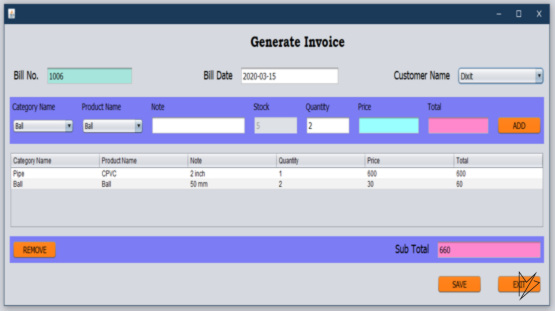 Generate Invoice
Bill No. 1006 Bill Date 2020-03-15 Customer Name Dixit
Category Name Product Name Note Stock Quantity Price Total
Ball Ball 5 2 ADD
Category Name Product Name Note Quantity Price Total
Pipe CPVC 2 inch 1 600 600
Ball Ball 50 mm 2 30 60
REMOVE Sub Total 660
SAVE EXIT